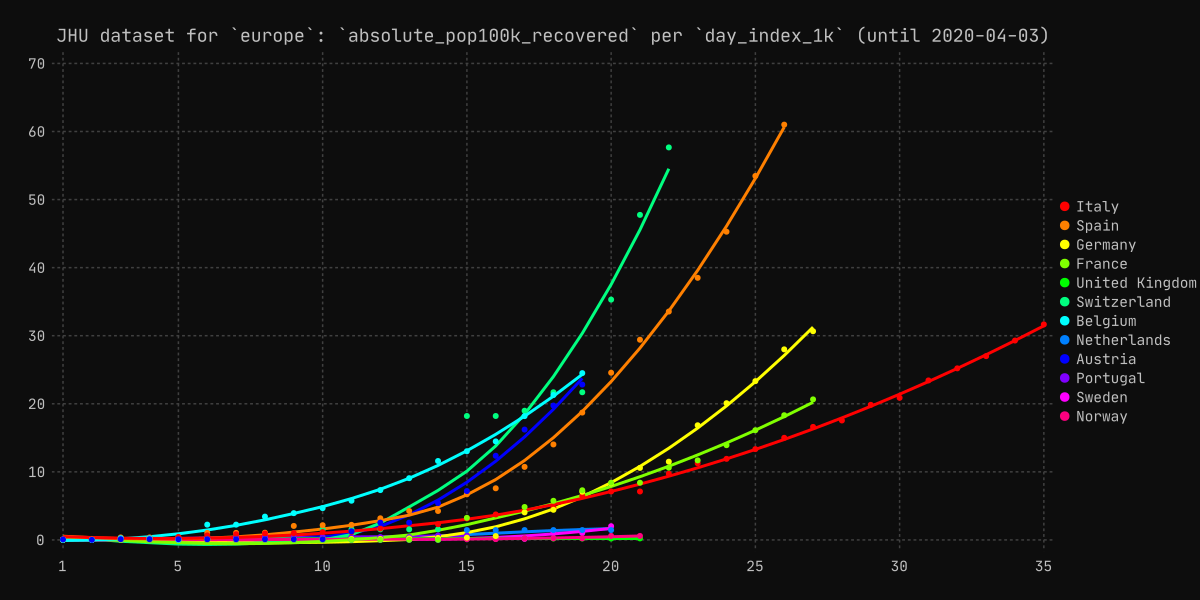 JHU dataset for `europe`: `absolute_pop100k_recovered` per `day_index_1k` (until 2020-04-03)
70
60
50
40
30
20
10
0
1 5 10 15 20 25 30 35
Italy
Spain
Germany
France
United Kingdom
Switzerland
Belgium
Netherlands
Austria
Portugal
Sweden
Norway